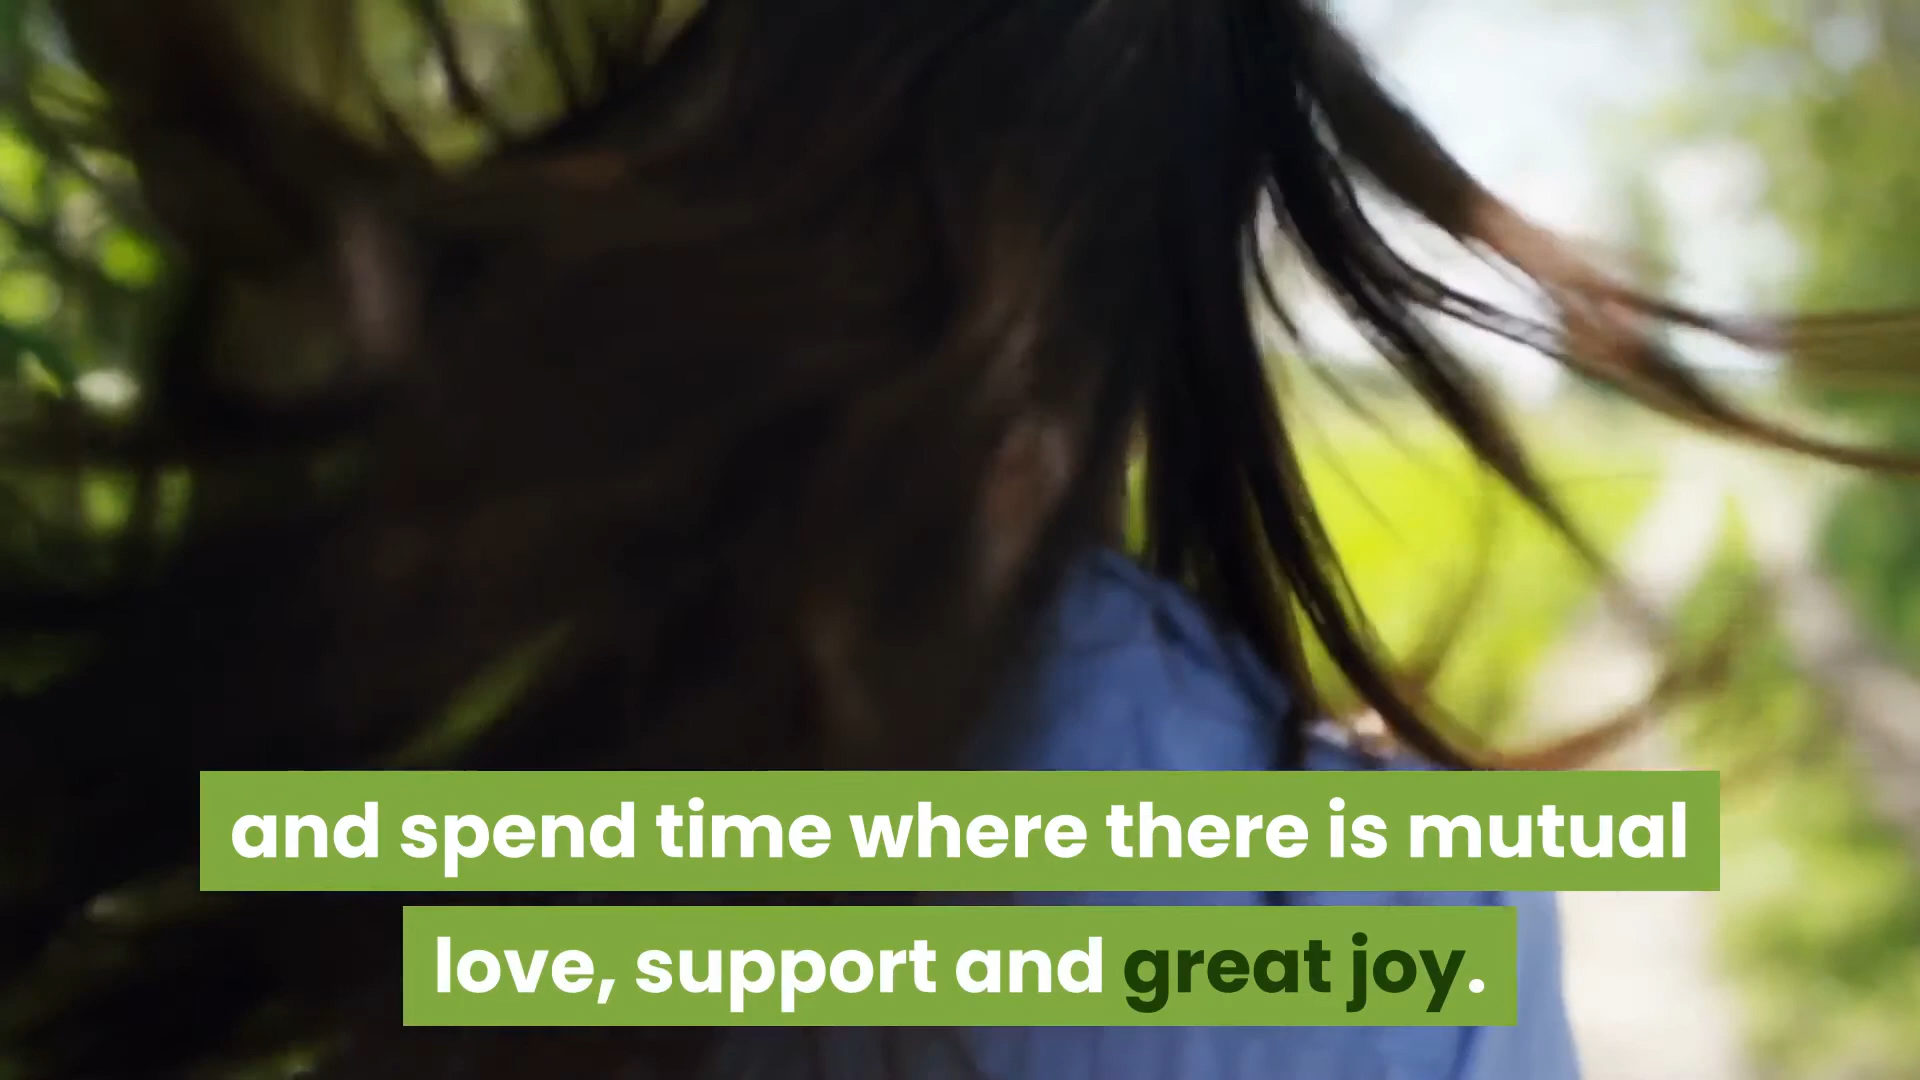 and spend time where there is mutual
love, support and great joy.